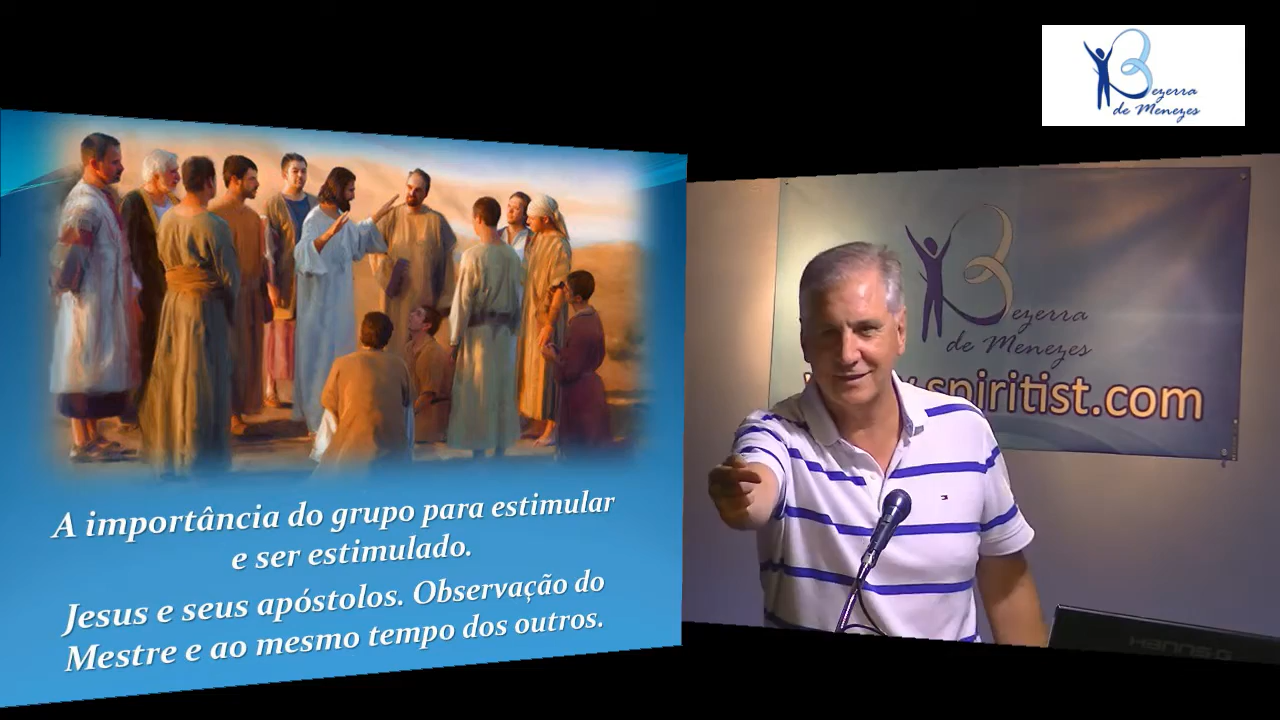 Bezerra
de Menezes
A importância do grupo para estimular
e ser estimulado.
Jesus e seus apóstolos. Observação do
Mestre e ao mesmo tempo dos outros.
Bezerra
de Menezes
.spiritist.com
HANNS.G